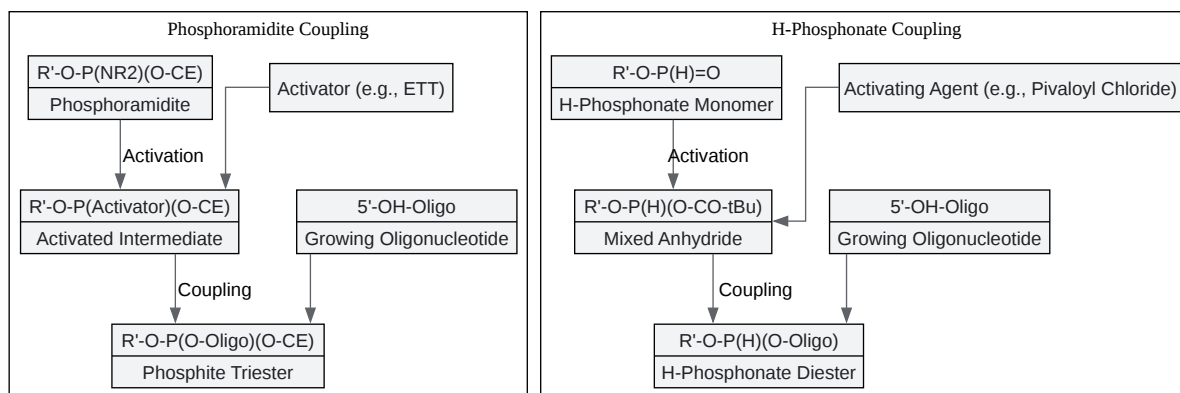 Phosphoramidite Coupling
R'-O-P(NR2)(O-CE)
Phosphoramidite
Activator (e.g., ETT)
Activation
R'-O-P(Activator)(O-CE)
Activated Intermediate
5'-OH-Oligo
Growing Oligonucleotide
Coupling
R'-O-P(O-Oligo)(O-CE)
Phosphite Triester
H-Phosphonate Coupling
R'-O-P(H)=O
H-Phosphonate Monomer
Activating Agent (e.g., Pivaloyl Chloride)
Activation
R'-O-P(H)(O-CO-tBu)
Mixed Anhydride
5'-OH-Oligo
Growing Oligonucleotide
Coupling
R'-O-P(H)(O-Oligo)
H-Phosphonate Diester